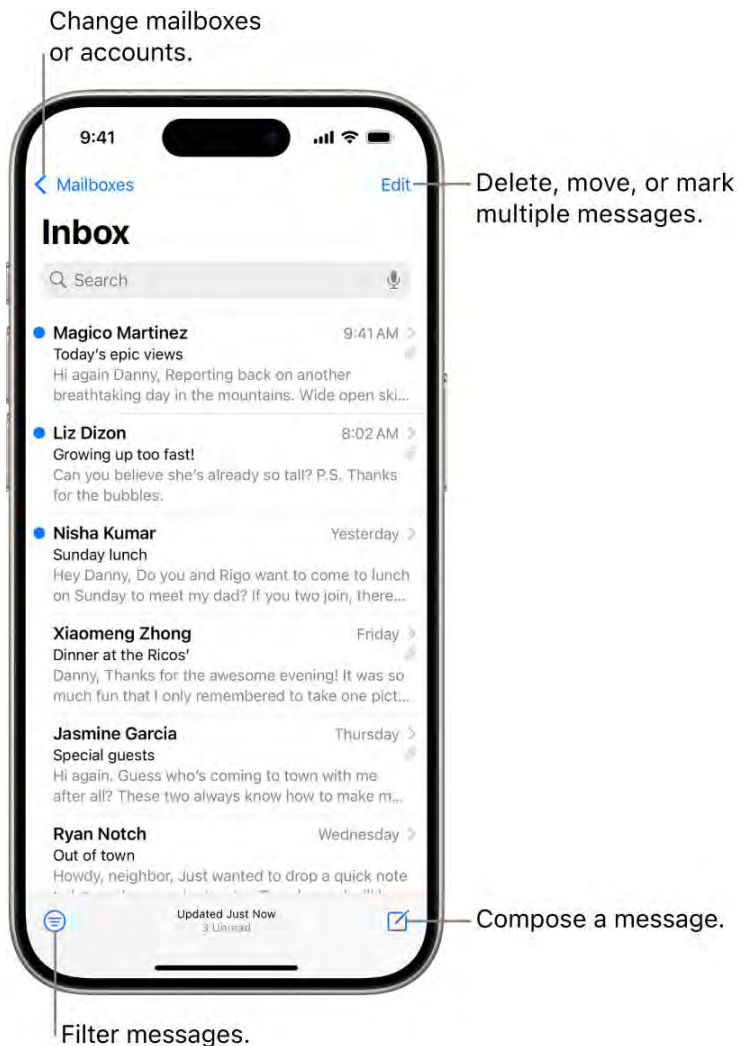 Change mailboxes
or accounts.
9:41
Mailboxes
Edit
Delete, move, or mark
multiple messages.
Inbox
Search
Magico Martinez
9:41 AM
Today's epic views
Hi again Danny, Reporting back on another
breathtaking day in the mountains. Wide open ski...
Liz Dizon
8:02 AM
Growing up too fast!
Can you believe she's already so tall? P.S. Thanks
for the bubbles.
Nisha Kumar
Yesterday
Sunday lunch
Hey Danny, Do you and Rigo want to come to lunch
on Sunday to meet my dad? If you two join, there...
Xiaomeng Zhong
Friday
Dinner at the Ricos'
Danny, Thanks for the awesome evening! It was so
much fun that I only remembered to take one pict...
Jasmine Garcia
Thursday
Special guests
Hi again. Guess who's coming to town with me
after all? These two always know how to make m...
Ryan Notch
Wednesday
Out of town
Howdy, neighbor, Just wanted to drop a quick note
Updated Just Now
3 Unread
Compose a message.
Filter messages.